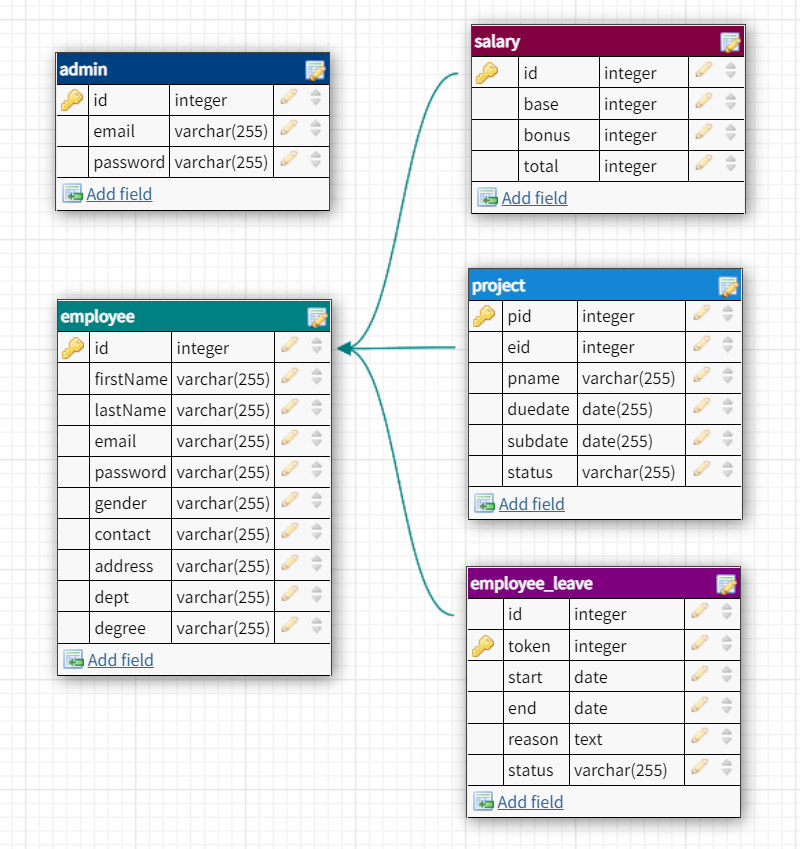 admin
id integer
email varchar(255)
password varchar(255)
Add field
salary
id integer
base integer
bonus integer
total integer
Add field
employee
id integer
firstName varchar(255)
lastName varchar(255)
email varchar(255)
password varchar(255)
gender varchar(255)
contact varchar(255)
address varchar(255)
dept varchar(255)
degree varchar(255)
Add field
project
pid integer
eid integer
pname varchar(255)
duedate date(255)
subdate date(255)
status varchar(255)
Add field
employee_leave
id integer
token integer
start date
end date
reason text
status varchar(255)
Add field